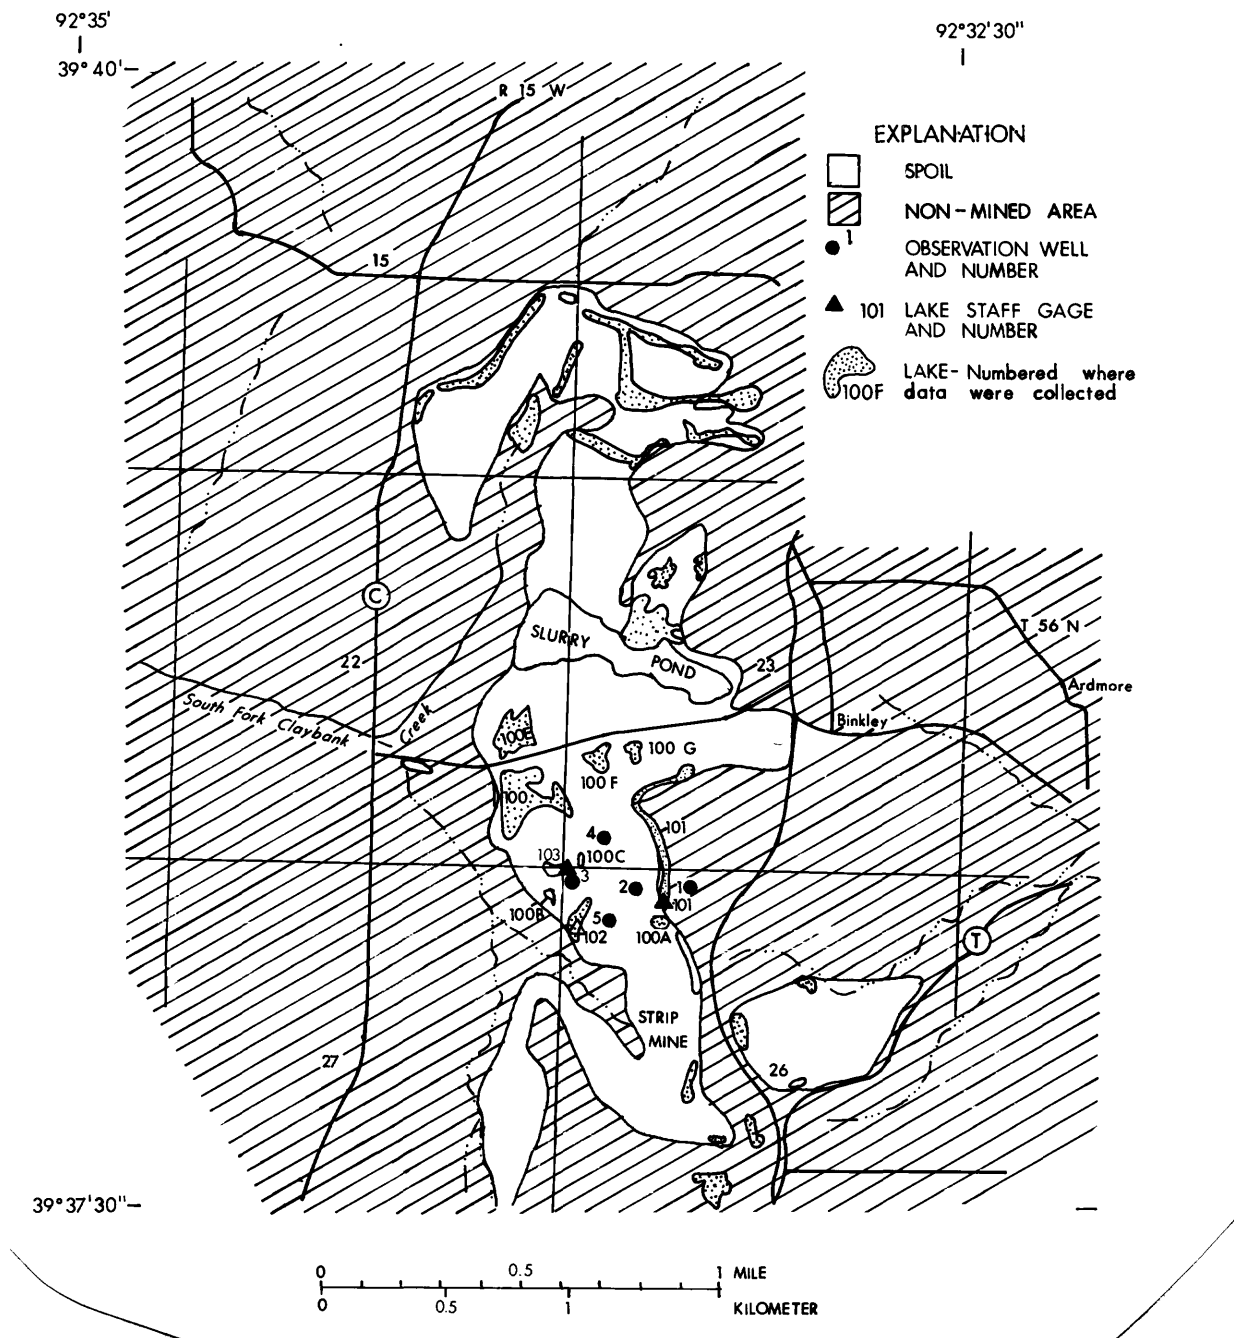 92°35'
92°32'30"
39°40'
R 15 W
EXPLANATION
SPOIL
NON-MINED AREA
1
OBSERVATION WELL
AND NUMBER
101
LAKE STAFF GAGE
AND NUMBER
100F
LAKE- Numbered where
data were collected
15
C
T 56 N
SLURRY
POND
22
23
Ardmore
South Fork Claybank
Creek
Binkley
100E
100 G
100 F
100
101
4
103
100C
3
2
1
101
100B
5
102
100A
T
STRIP
MINE
27
26
39°37'30"
0
0.5
1
MILE
0
0.5
1
KILOMETER